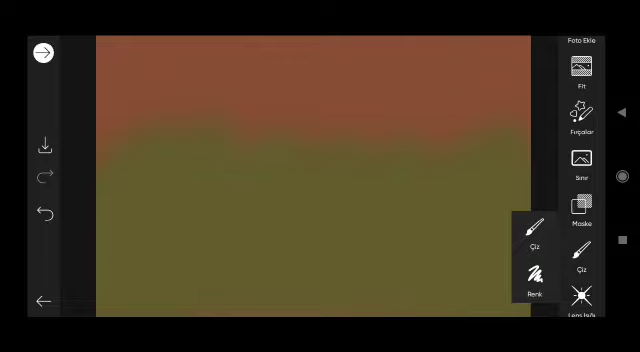 Foto Ekle
Fit
Fırçalar
Sınır
Maske
Çiz
Çiz
Renk
Lens Işığı